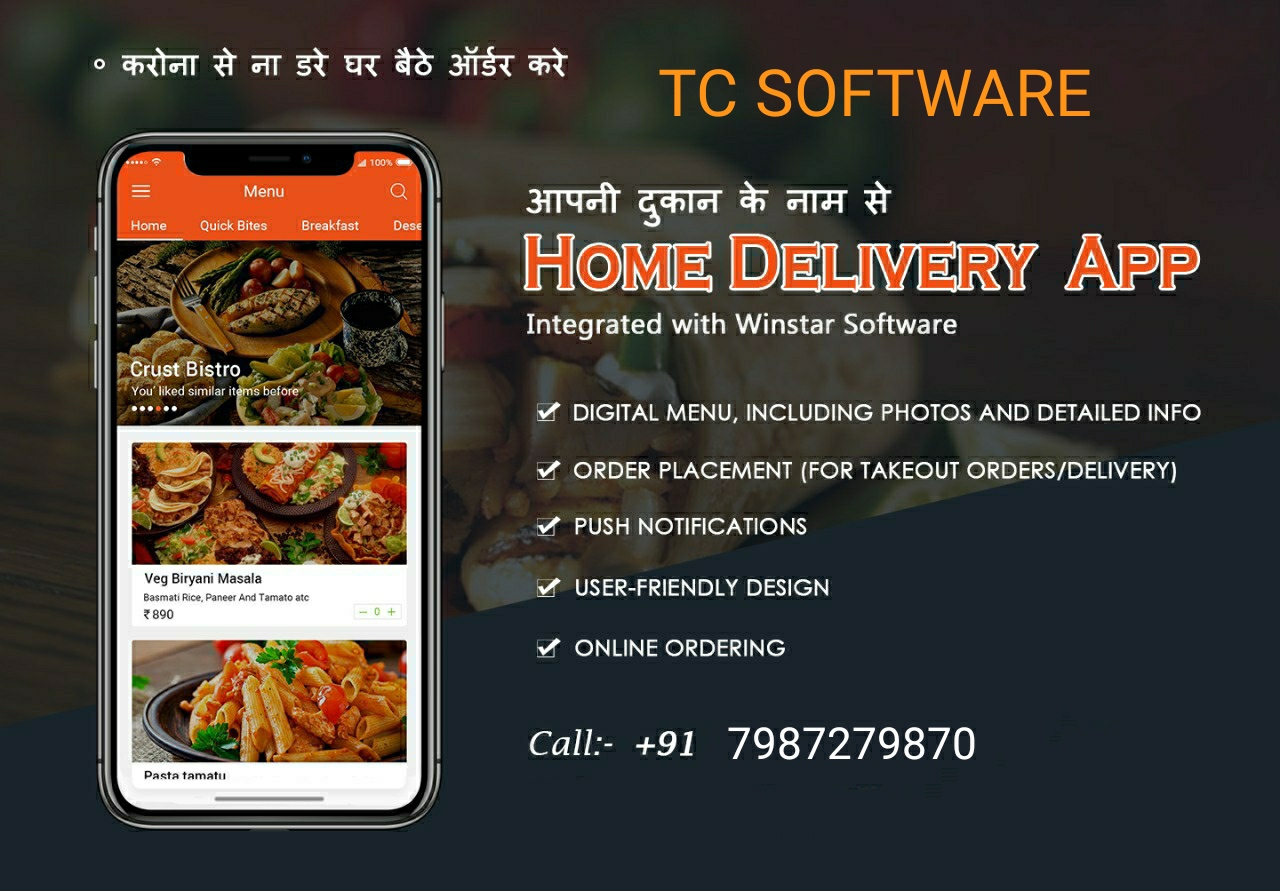 करोना से ना डरे घर बैठे ऑर्डर करे
TC SOFTWARE
100%
Menu
Home Quick Bites Breakfast Dese
Crust Bistro
You' liked similar items before
Veg Biryani Masala
Basmati Rice, Paneer And Tamato atc
₹890
– 0 +
Pasta tamatu
आपनी दुकान के नाम से
HOME DELIVERY APP
Integrated with Winstar Software
DIGITAL MENU, INCLUDING PHOTOS AND DETAILED INFO
ORDER PLACEMENT (FOR TAKEOUT ORDERS/DELIVERY)
PUSH NOTIFICATIONS
USER-FRIENDLY DESIGN
ONLINE ORDERING
Call:- +91 7987279870